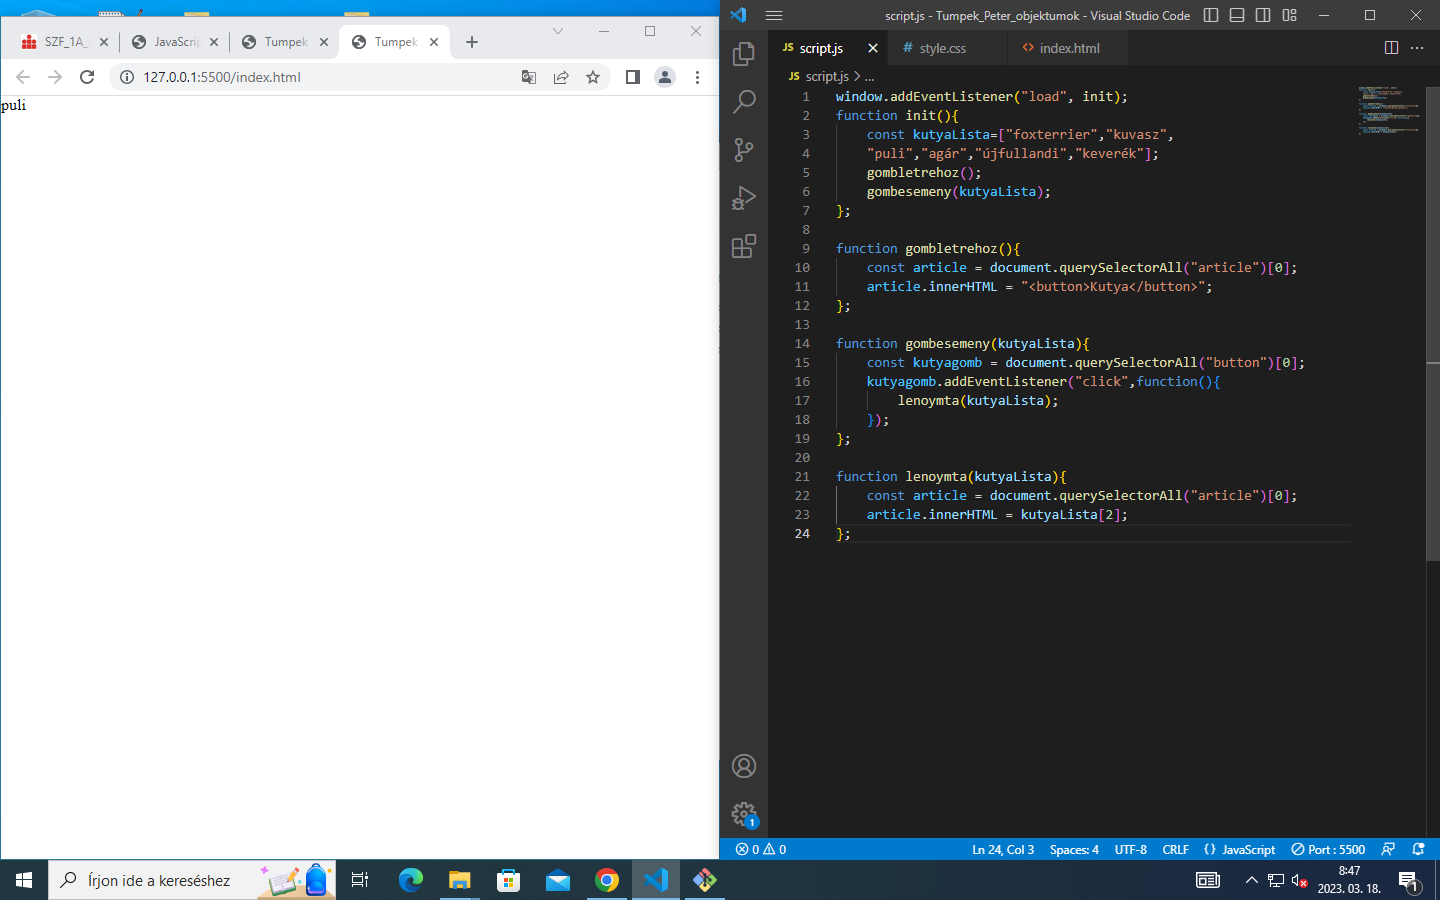 SZF_1A_
JavaScrip
Tumpek
Tumpek
127.0.0.1:5500/index.html
puli
script.js - Tumpek_Peter_objektumok - Visual Studio Code
JS script.js
# style.css
<> index.html
JS script.js > ...
1 window.addEventListener("load", init);
2 function init(){
3 const kutyaLista=["foxterrier","kuvasz",
4 "puli","agár","újfullandi","keverék"];
5 gombletrehoz();
6 gombesemeny(kutyaLista);
7 };
8
9 function gombletrehoz(){
10 const article = document.querySelectorAll("article")[0];
11 article.innerHTML = "<button>Kutya</button>";
12 };
13
14 function gombesemeny(kutyaLista){
15 const kutyagomb = document.querySelectorAll("button")[0];
16 kutyagomb.addEventListener("click",function(){
17 lenoymta(kutyaLista);
18 });
19 };
20
21 function lenoymta(kutyaLista){
22 const article = document.querySelectorAll("article")[0];
23 article.innerHTML = kutyaLista[2];
24 };
1
0 0
Ln 24, Col 3
Spaces: 4
UTF-8
CRLF
{} JavaScript
Port : 5500
Írjon ide a kereséshez
8:47
2023. 03. 18.
1